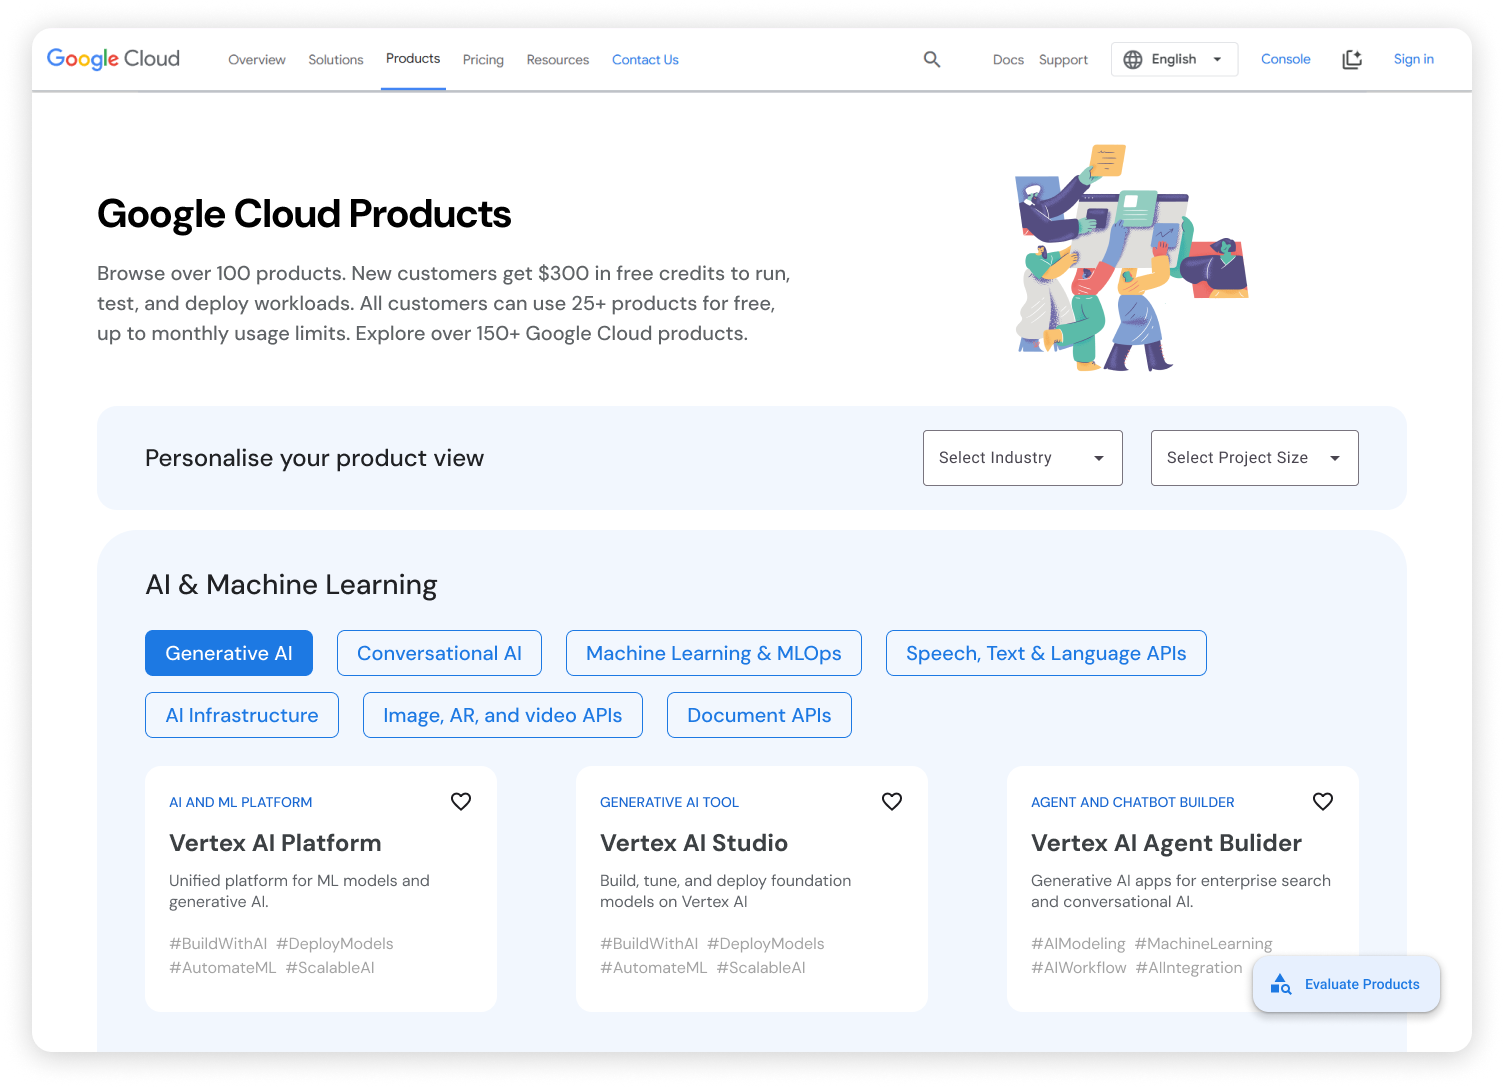 Google Cloud Overview Solutions Products Pricing Resources Contact Us Docs Support English Console Sign in
Google Cloud Products
Browse over 100 products. New customers get $300 in free credits to run,
test, and deploy workloads. All customers can use 25+ products for free,
up to monthly usage limits. Explore over 150+ Google Cloud products.
Personalise your product view Select Industry Select Project Size
AI & Machine Learning
Generative AI Conversational AI Machine Learning & MLOps Speech, Text & Language APIs
AI Infrastructure Image, AR, and video APIs Document APIs
AI AND ML PLATFORM
Vertex AI Platform
Unified platform for ML models and
generative AI.
#BuildWithAI #DeployModels
#AutomateML #ScalableAI
GENERATIVE AI TOOL
Vertex AI Studio
Build, tune, and deploy foundation
models on Vertex AI
#BuildWithAI #DeployModels
#AutomateML #ScalableAI
AGENT AND CHATBOT BUILDER
Vertex AI Agent Bulider
Generative AI apps for enterprise search
and conversational AI.
#AIModeling #MachineLearning
#AIWorkflow #AIIntegration
Evaluate Products